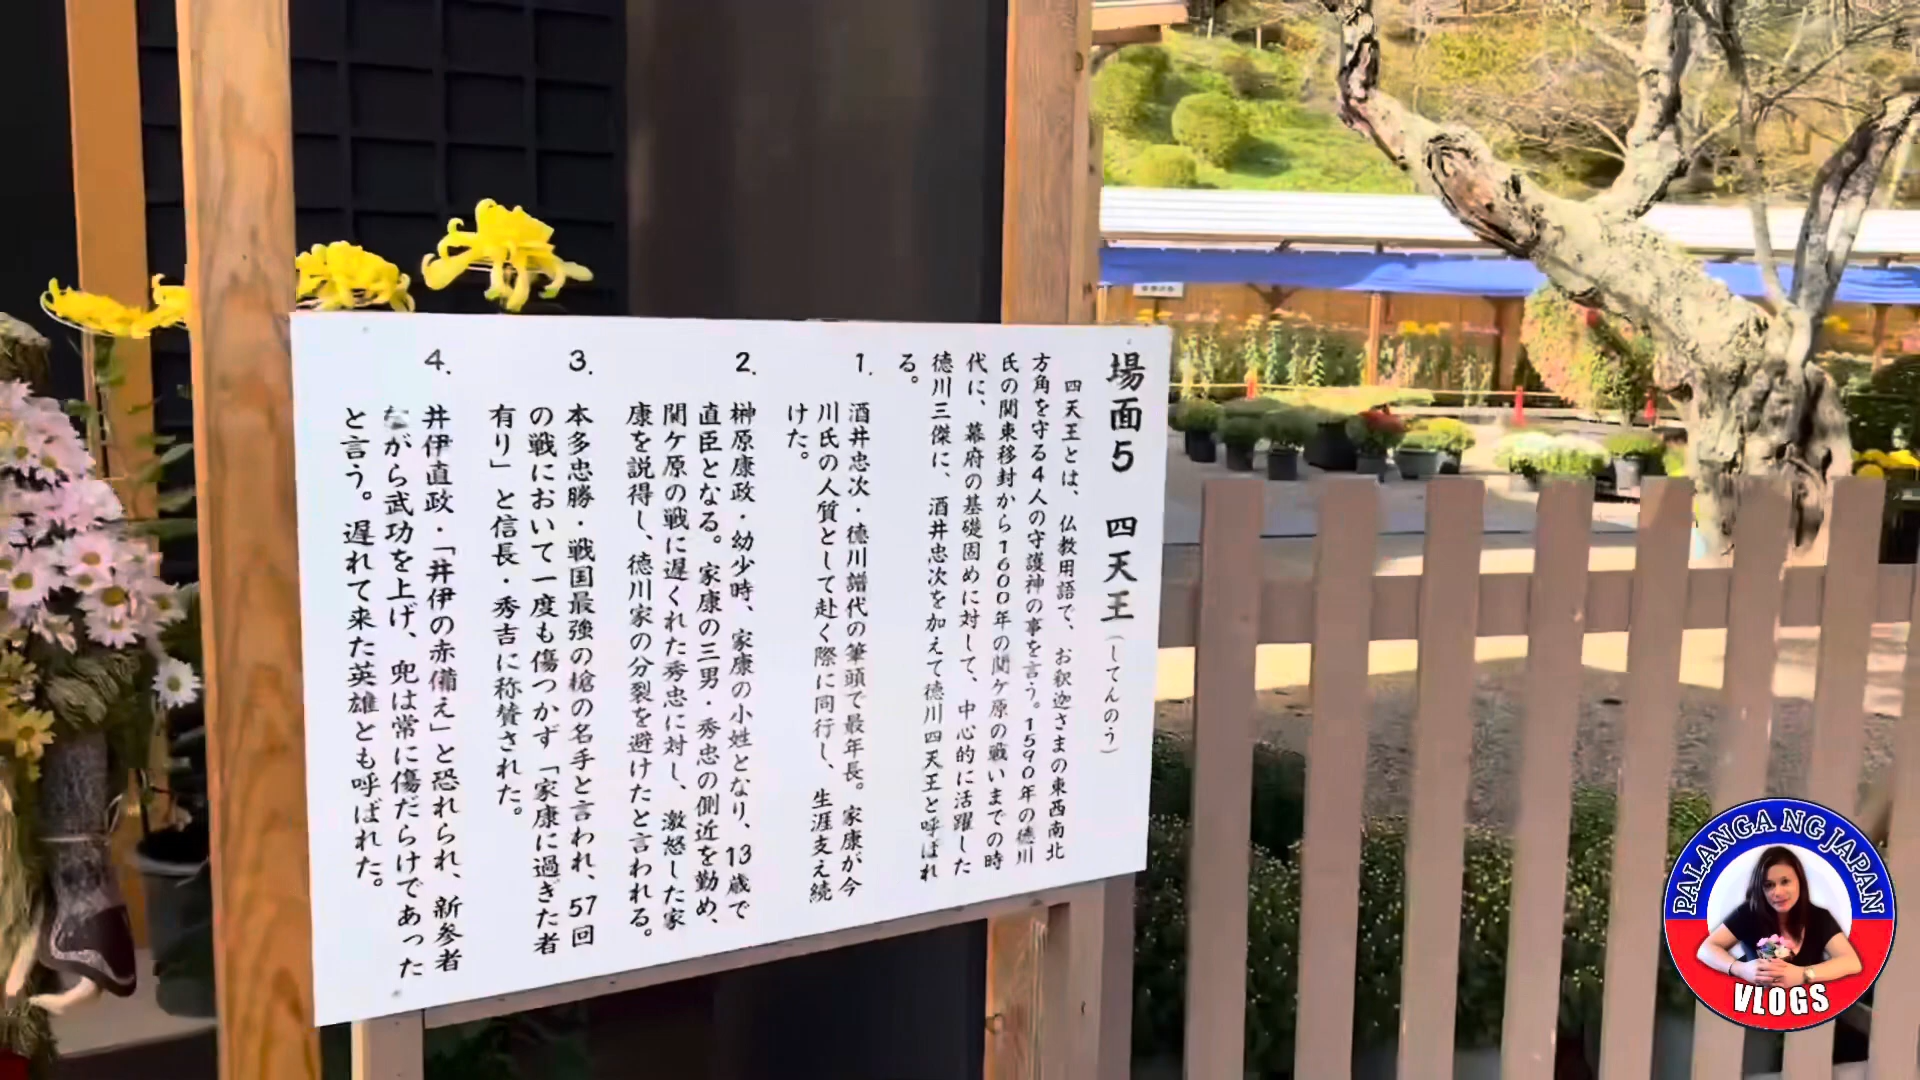 場面5 四天王(してんのう)
四天王とは、仏教用語で、お釈迦さまの東西南北
方角を守る4人の守護神の事を言う。1590年の徳川
氏の関東移封から1600年の関ケ原の戦いまでの時
代に、幕府の基礎固めに対して、中心的に活躍した
徳川三傑に、酒井忠次を加えて徳川四天王と呼ばれ
る。
1. 酒井忠次・徳川譜代の筆頭で最年長。家康が今
川氏の人質として赴く際に同行し、生涯支え続
けた。
2. 榊原康政・幼少時、家康の小姓となり、13歳で
直臣となる。家康の三男・秀忠の側近を勤め、
関ケ原の戦に遅くれた秀忠に対し、激怒した家
康を説得し、徳川家の分裂を避けたと言われる。
3. 本多忠勝・戦国最強の槍の名手と言われ、57回
の戦において一度も傷つかず「家康に過ぎた者
有り」と信長・秀吉に称賛された。
4. 井伊直政・「井伊の赤備え」と恐れられ、新参者
ながら武功を上げ、兜は常に傷だらけであった
と言う。遅れて来た英雄とも呼ばれた。
PALANGA NG JAPAN
VLOGS